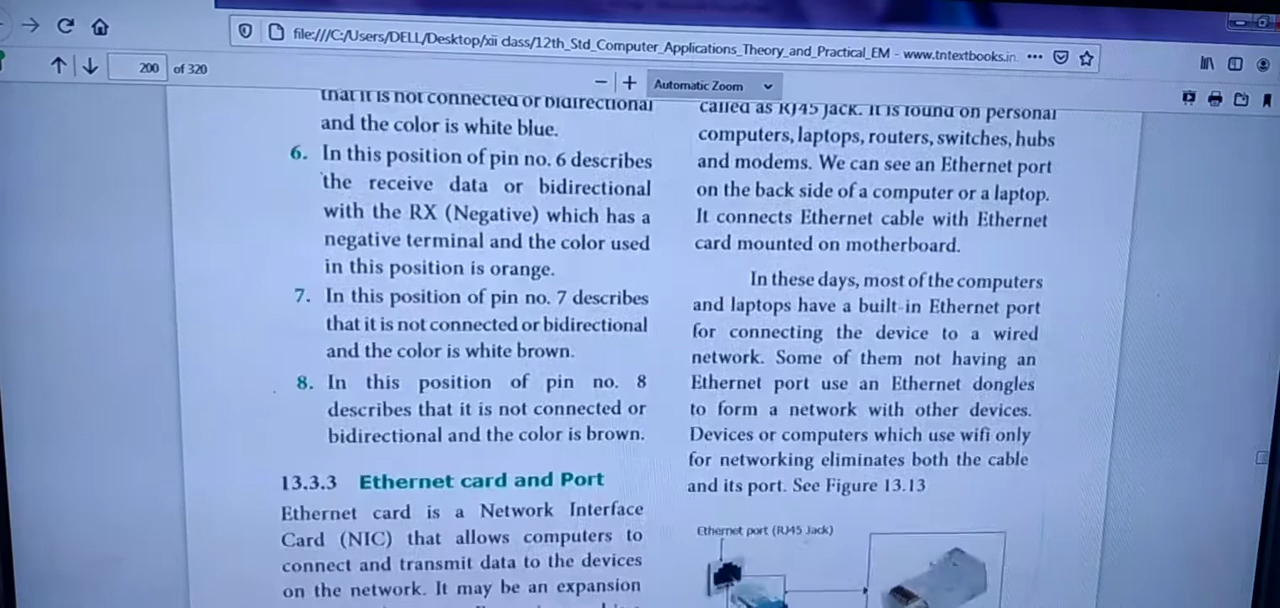 file:///C:/Users/DELL/Desktop/xii class/12th_Std_Computer_Applications_Theory_and_Practical_EM - www.tntextbooks.in
200 of 320
Automatic Zoom
that it is not connected or bidirectional
and the color is white blue.
6. In this position of pin no. 6 describes
the receive data or bidirectional
with the RX (Negative) which has a
negative terminal and the color used
in this position is orange.
7. In this position of pin no. 7 describes
that it is not connected or bidirectional
and the color is white brown.
8. In this position of pin no. 8
describes that it is not connected or
bidirectional and the color is brown.
13.3.3 Ethernet card and Port
Ethernet card is a Network Interface
Card (NIC) that allows computers to
connect and transmit data to the devices
on the network. It may be an expansion
called as RJ45 jack. It is found on personal
computers, laptops, routers, switches, hubs
and modems. We can see an Ethernet port
on the back side of a computer or a laptop.
It connects Ethernet cable with Ethernet
card mounted on motherboard.
In these days, most of the computers
and laptops have a built-in Ethernet port
for connecting the device to a wired
network. Some of them not having an
Ethernet port use an Ethernet dongles
to form a network with other devices.
Devices or computers which use wifi only
for networking eliminates both the cable
and its port. See Figure 13.13
Ethernet port (RJ45 Jack)